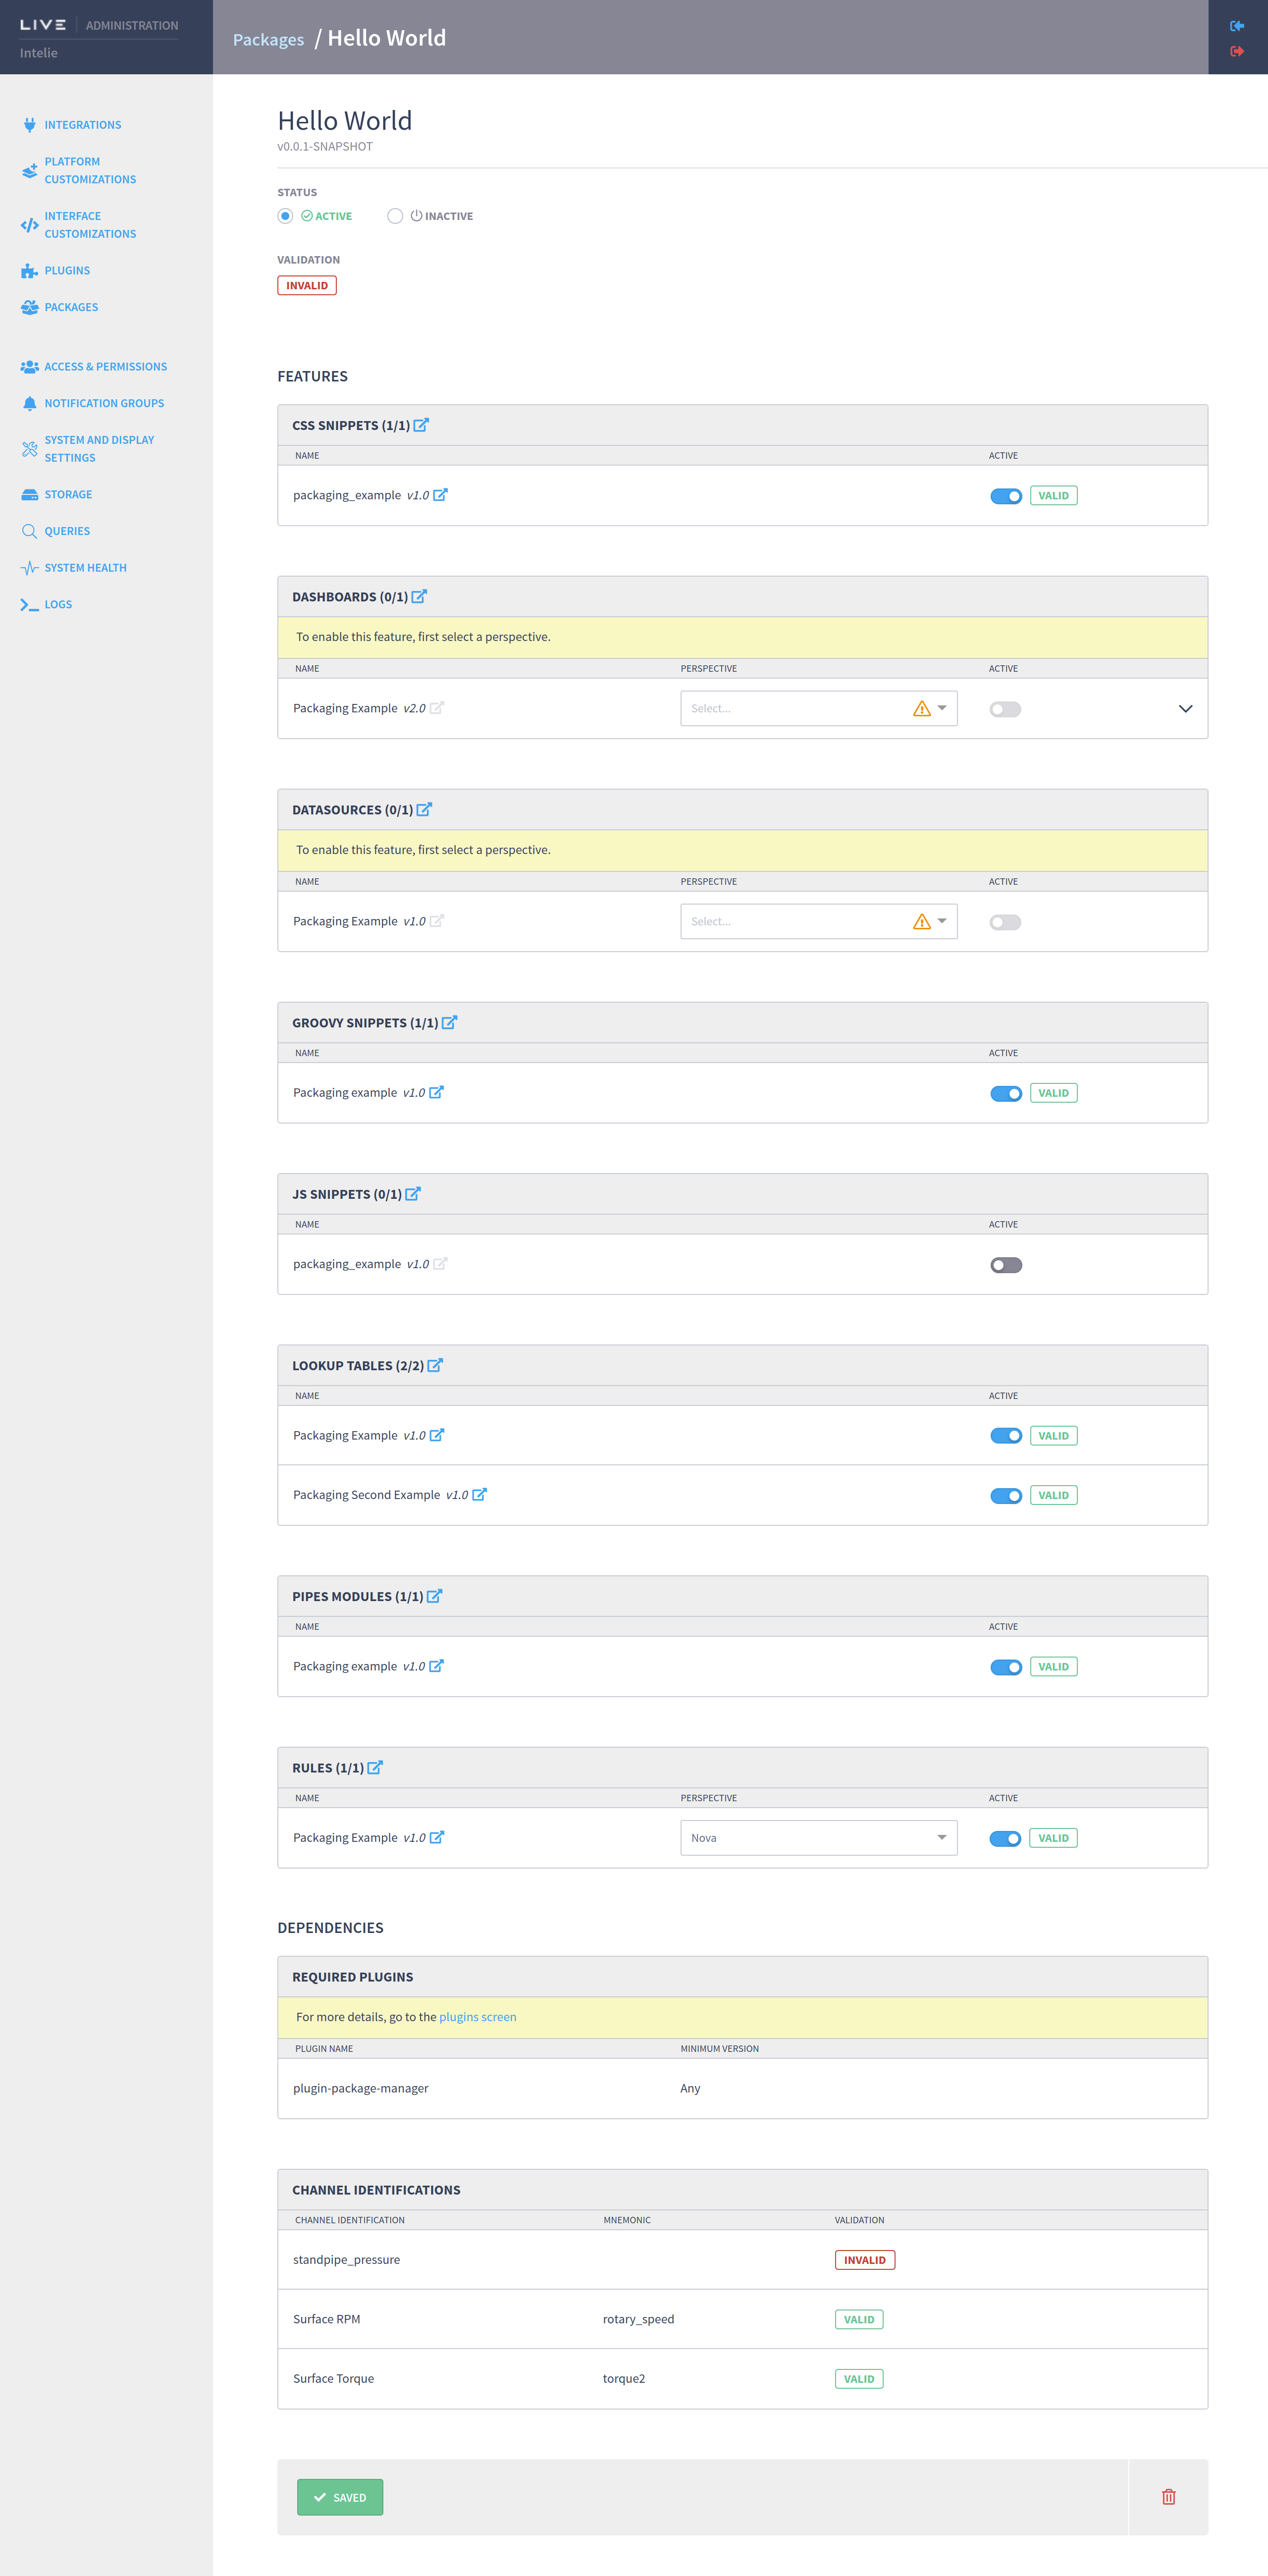 LIVE ADMINISTRATION
Intelie
Packages / Hello World
INTEGRATIONS
PLATFORM
CUSTOMIZATIONS
INTERFACE
CUSTOMIZATIONS
PLUGINS
PACKAGES
ACCESS & PERMISSIONS
NOTIFICATION GROUPS
SYSTEM AND DISPLAY
SETTINGS
STORAGE
QUERIES
SYSTEM HEALTH
LOGS
Hello World
v0.0.1-SNAPSHOT
STATUS
ACTIVE INACTIVE
VALIDATION
INVALID
FEATURES
CSS SNIPPETS (1/1)
NAME ACTIVE
packaging_example v1.0 VALID
DASHBOARDS (0/1)
To enable this feature, first select a perspective.
NAME PERSPECTIVE ACTIVE
Packaging Example v2.0 Select...
DATASOURCES (0/1)
To enable this feature, first select a perspective.
NAME PERSPECTIVE ACTIVE
Packaging Example v1.0 Select...
GROOVY SNIPPETS (1/1)
NAME ACTIVE
Packaging example v1.0 VALID
JS SNIPPETS (0/1)
NAME ACTIVE
packaging_example v1.0
LOOKUP TABLES (2/2)
NAME ACTIVE
Packaging Example v1.0 VALID
Packaging Second Example v1.0 VALID
PIPES MODULES (1/1)
NAME ACTIVE
Packaging example v1.0 VALID
RULES (1/1)
NAME PERSPECTIVE ACTIVE
Packaging Example v1.0 Nova VALID
DEPENDENCIES
REQUIRED PLUGINS
For more details, go to the plugins screen
PLUGIN NAME MINIMUM VERSION
plugin-package-manager Any
CHANNEL IDENTIFICATIONS
CHANNEL IDENTIFICATION MNEMONIC VALIDATION
standpipe_pressure INVALID
Surface RPM rotary_speed VALID
Surface Torque torque2 VALID
SAVED